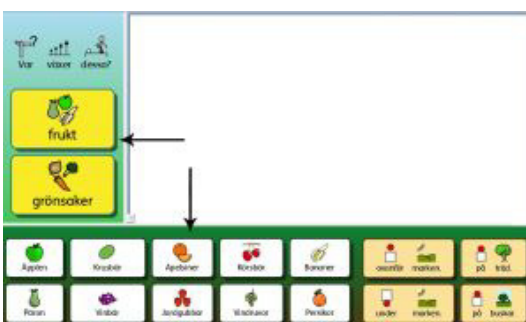 Var växer dessa?
frukt
grönsaker
Äpplen Krusbär Apelsiner Körsbär Bananer ovanför marken. på träd.
Päron Vinbär Jordgubbar Vindruvor Persikor under marken. på buskar